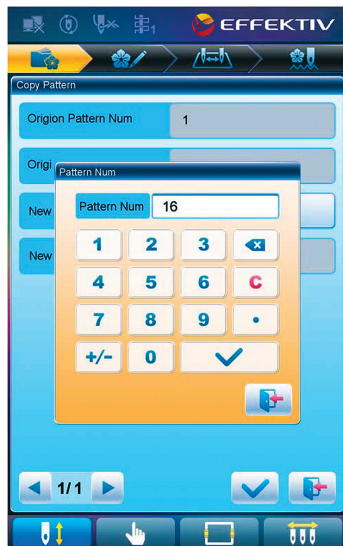 1
EFFEKTIV
Copy Pattern
Origion Pattern Num 1
Origi
Pattern Num
Pattern Num 16
New
1 2 3
New
4 5 6 C
7 8 9 •
+/- 0
1/1